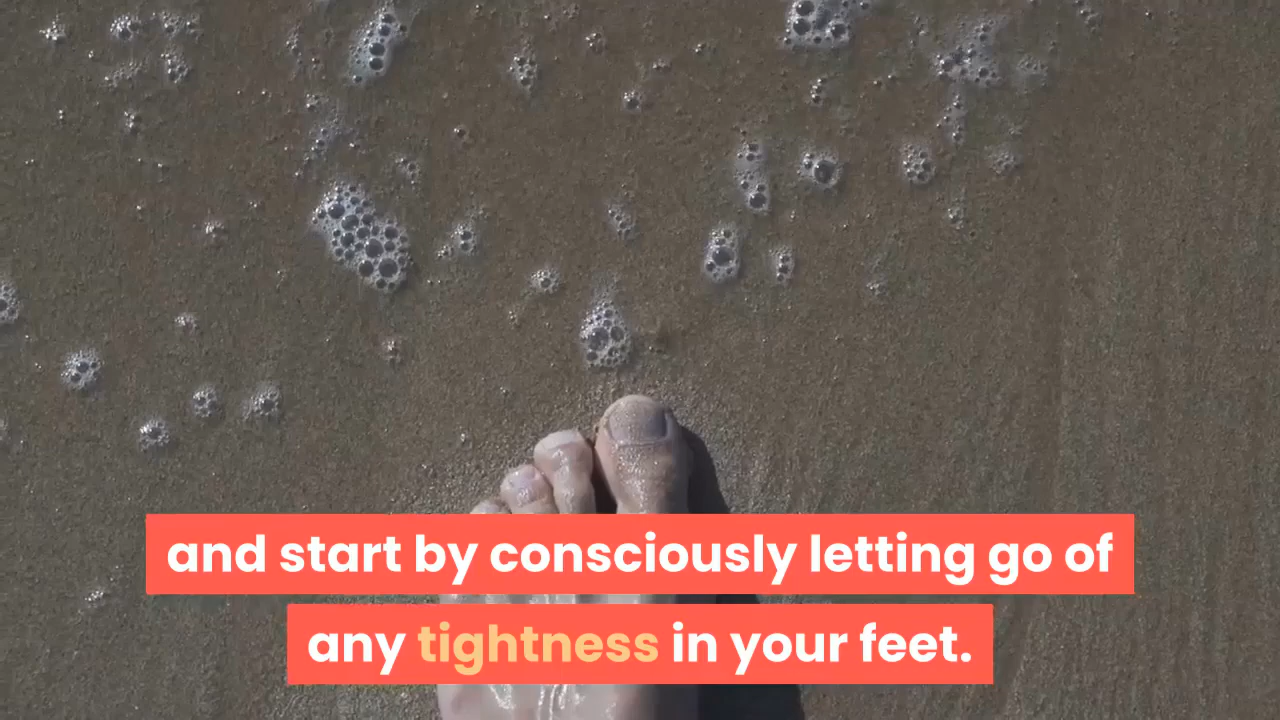 and start by consciously letting go of
any tightness in your feet.